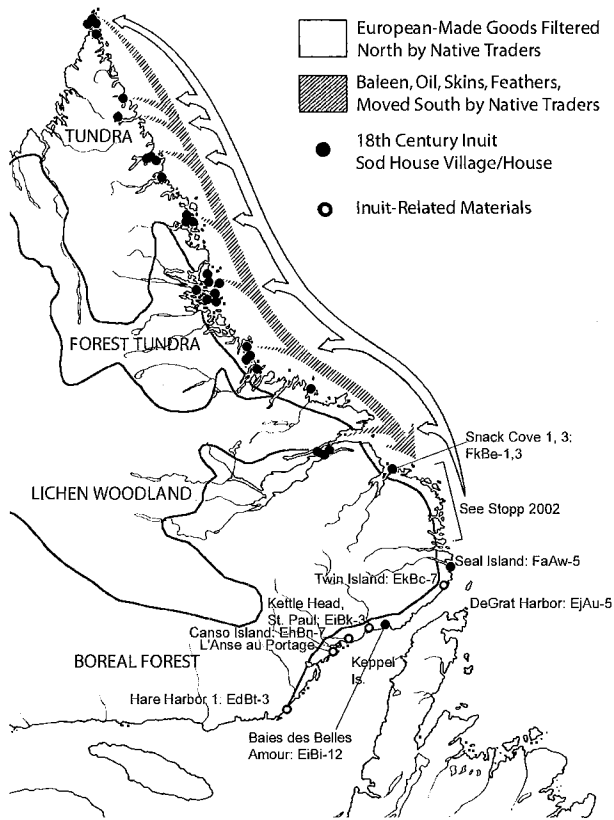 European-Made Goods Filtered
North by Native Traders
Baleen, Oil, Skins, Feathers,
Moved South by Native Traders
18th Century Inuit
Sod House Village/House
Inuit-Related Materials
TUNDRA
FOREST TUNDRA
LICHEN WOODLAND
Snack Cove 1, 3;
FkBe-1,3
See Stopp 2002
Seal Island: FaAw-5
Twin Island: EkBc-7
DeGrat Harbor: EjAu-5
Kettle Head,
St. Paul; EiBk-3
Canso Island: EhBn-7
L'Anse au Portage
BOREAL FOREST
Keppel
Is.
Hare Harbor 1: EdBt-3
Baies des Belles
Amour: EiBi-12